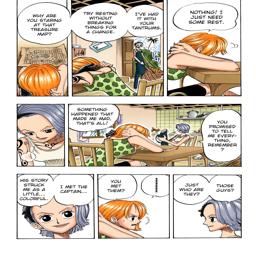 WHY ARE
YOU STARING
AT THAT
TREASURE
MAP?
TRY RESTING
WITHOUT
BREAKING
THINGS FOR
A CHANGE.
I'VE HAD
IT WITH
YOUR
TANTRUMS.
NOTHING! I
JUST NEED
SOME REST.
SOMETHING
HAPPENED THAT
MADE ME MAD,
THAT'S ALL!
YOU
PROMISED
TO TELL
ME EVERY-
THING,
REMEMBER
?
HIS STORY
STRUCK
ME AS A
LITTLE...
COLORFUL.
I MET THE
CAPTAIN...
YOU
MET
THEM?
JUST
WHO ARE
THEY?
THOSE
GUYS?